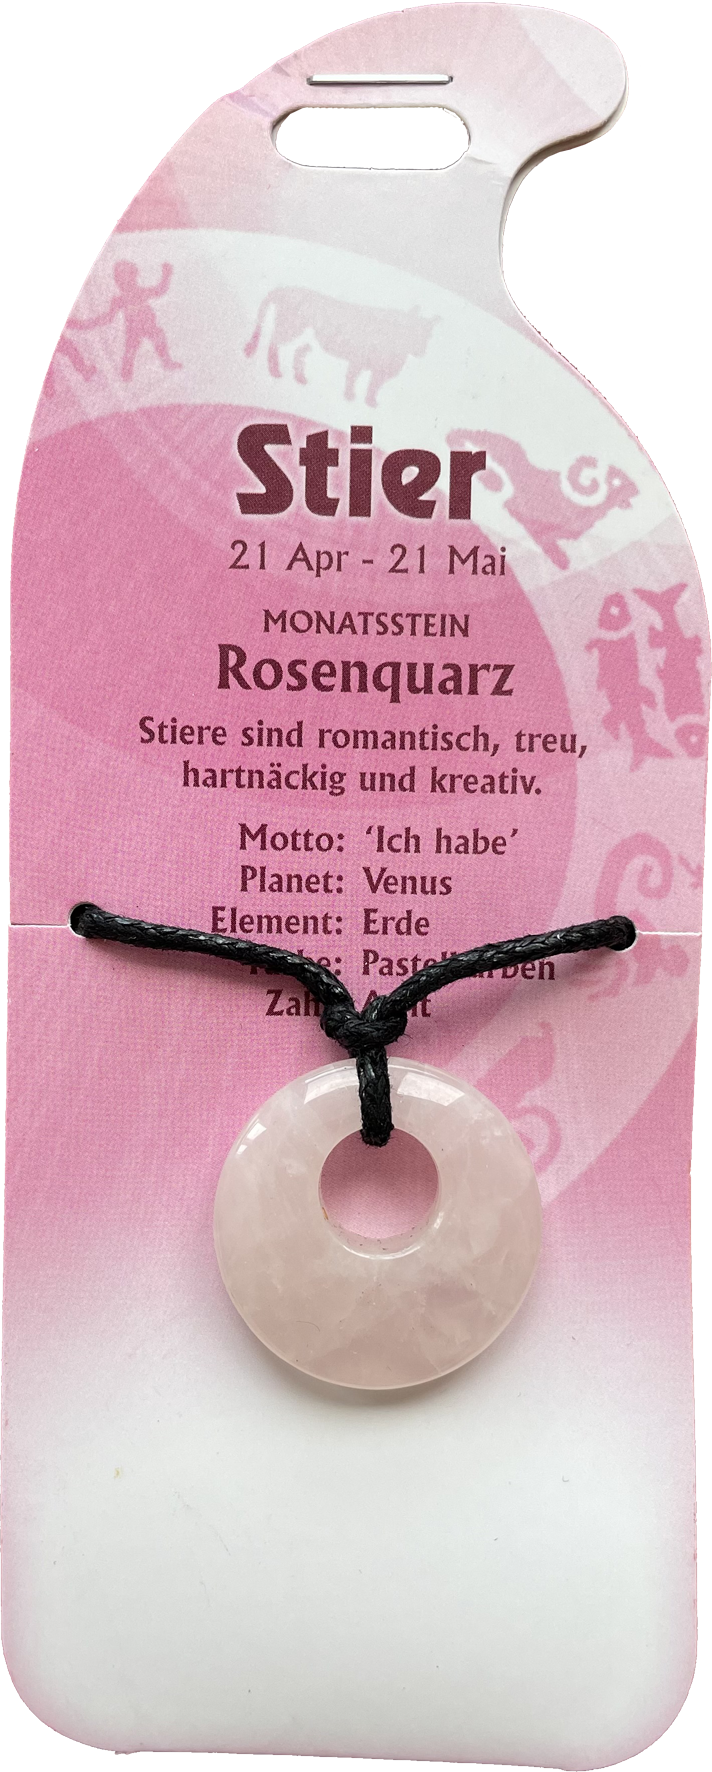 Stier
21 Apr - 21 Mai
MONATSSTEIN
Rosenquarz
Stiere sind romantisch, treu,
hartnäckig und kreativ.
Motto: ‘Ich habe’
Planet: Venus
Element: Erde
Pastellfarben